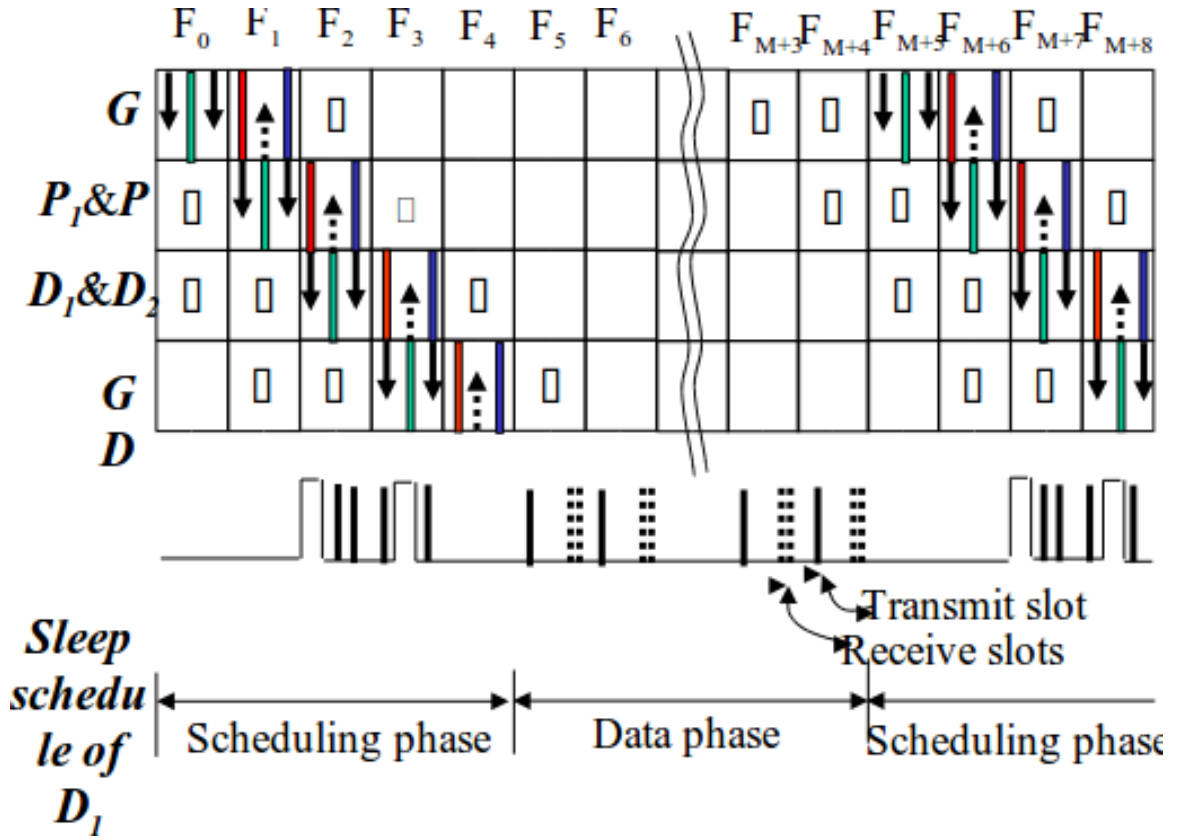 F0 F1 F2 F3 F4 F5 F6 FM+3 FM+4 FM+5 FM+6 FM+7 FM+8
G
P1&P
D1&D2
G
D
Transmit slot
Receive slots
Sleep
schedu
le of
D1
Scheduling phase
Data phase
Scheduling phase